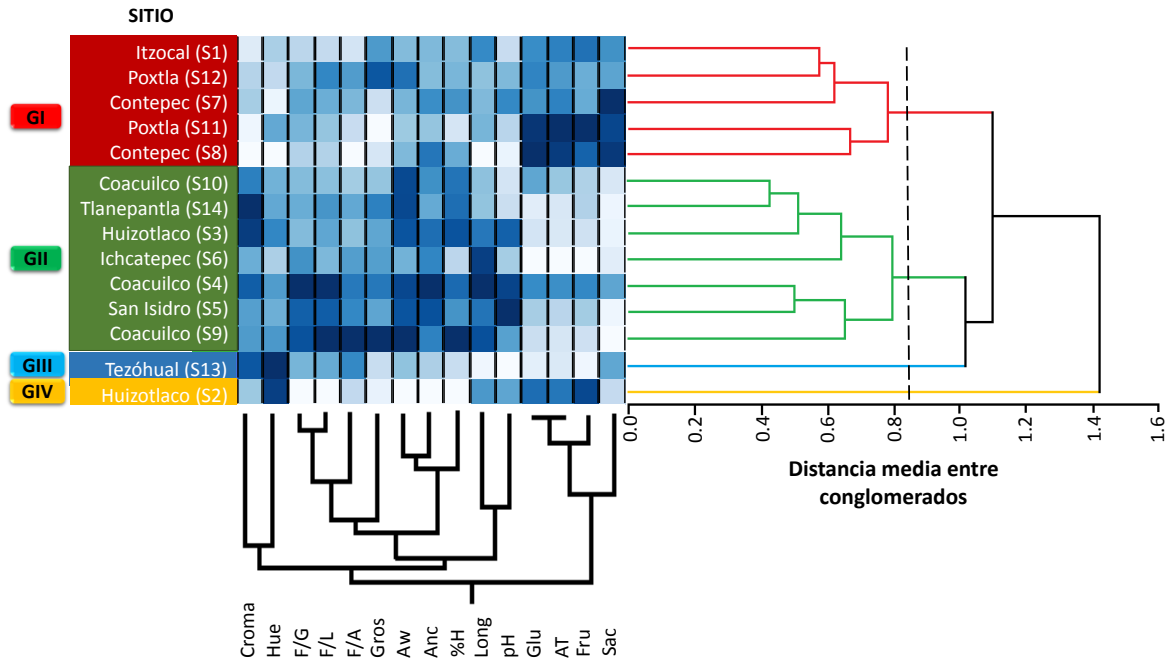 SITIO
Itzocal (S1)
Poxtla (S12)
Contepec (S7)
GI
Poxtla (S11)
Contepec (S8)
Coacuilco (S10)
Tlanepantla (S14)
Huizotlaco (S3)
GII
Ichcatepec (S6)
Coacuilco (S4)
San Isidro (S5)
Coacuilco (S9)
GIII
Tezóhual (S13)
GIV
Huizotlaco (S2)
0.0
0.2
0.4
0.6
0.8
1.0
1.2
1.4
1.6
Distancia media entre
conglomerados
Croma
Hue
F/G
F/L
F/A
Gros
Aw
Anc
%H
Long
pH
Glu
AT
Fru
Sac